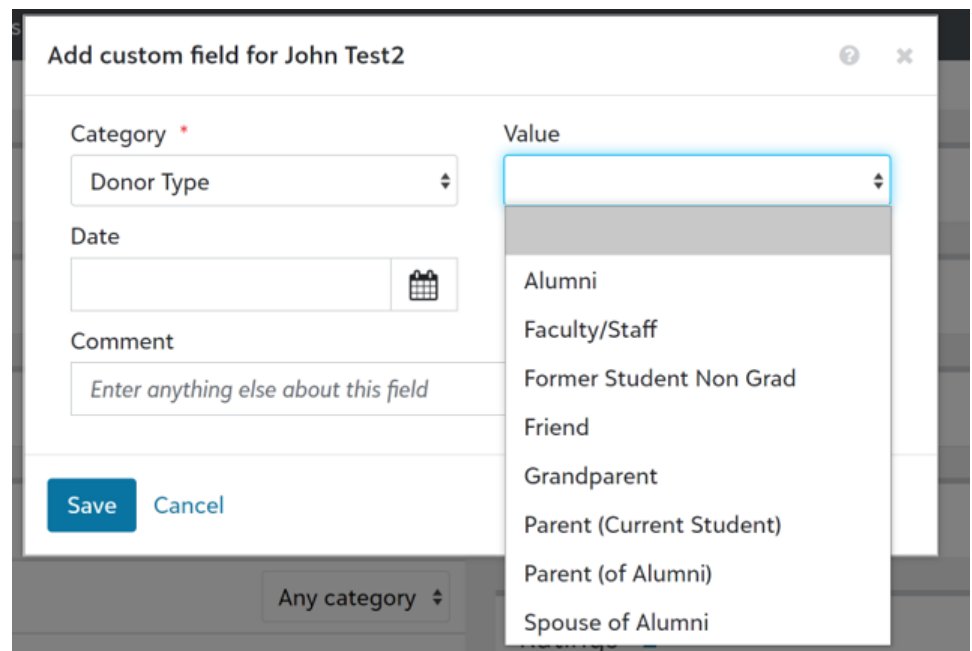 Add custom field for John Test2
Category *
Value
Donor Type
Date
Comment
Enter anything else about this field
Alumni
Faculty/Staff
Former Student Non Grad
Friend
Grandparent
Parent (Current Student)
Parent (of Alumni)
Spouse of Alumni
Save
Cancel
Any category